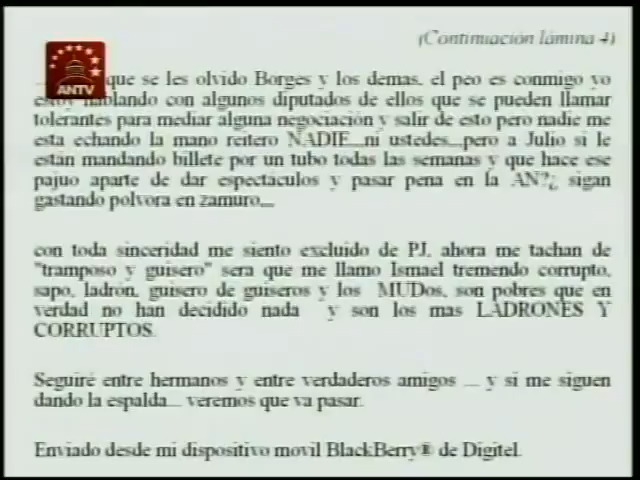 (Continuación lámina 4)
ANTV
que se les olvido Borges y los demas. el peo es conmigo yo
estoy hablando con algunos diputados de ellos que se pueden llamar
tolerantes para mediar alguna negociación y salir de esto pero nadie me
esta echando la mano reitero NADIE...ni ustedes...pero a Julio si le
están mandando billete por un tubo todas las semanas y que hace ese
pajuo aparte de dar espectáculos y pasar pena en la AN?¿ sigan
gastando polvora en zamuro....
con toda sinceridad me siento excluido de PJ, ahora me tachan de
"tramposo y guisero" sera que me llamo Ismael tremendo corrupto,
sapo, ladrón, guisero de guiseros y los MUDos, son pobres que en
verdad no han decidido nada y son los mas LADRONES Y
CORRUPTOS.
Seguiré entre hermanos y entre verdaderos amigos .... y si me siguen
dando la espalda.... veremos que va pasar.
Enviado desde mi dispositivo movil BlackBerry® de Digitel.